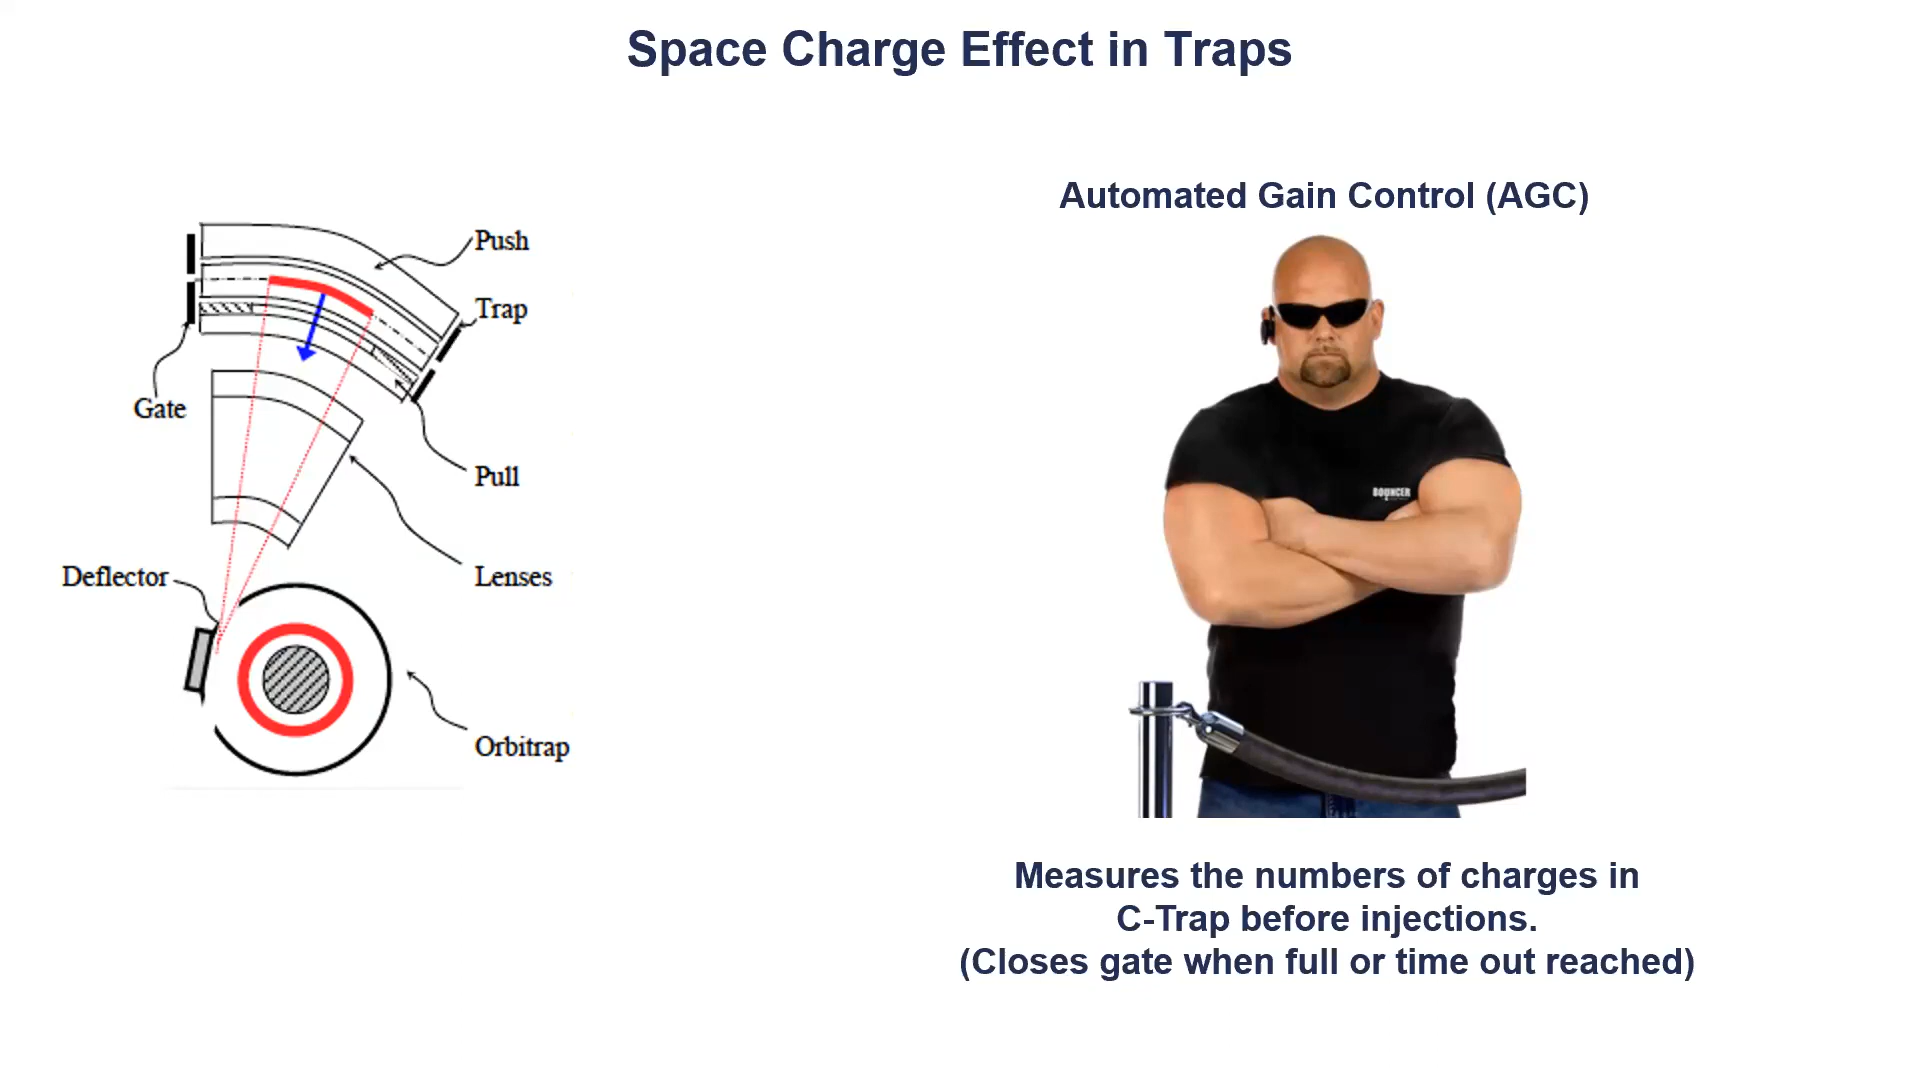 Space Charge Effect in Traps
Push
Trap
Gate
Pull
Deflector
Lenses
Orbitrap
Automated Gain Control (AGC)
BOUNCER
Measures the numbers of charges in
C-Trap before injections.
(Closes gate when full or time out reached)